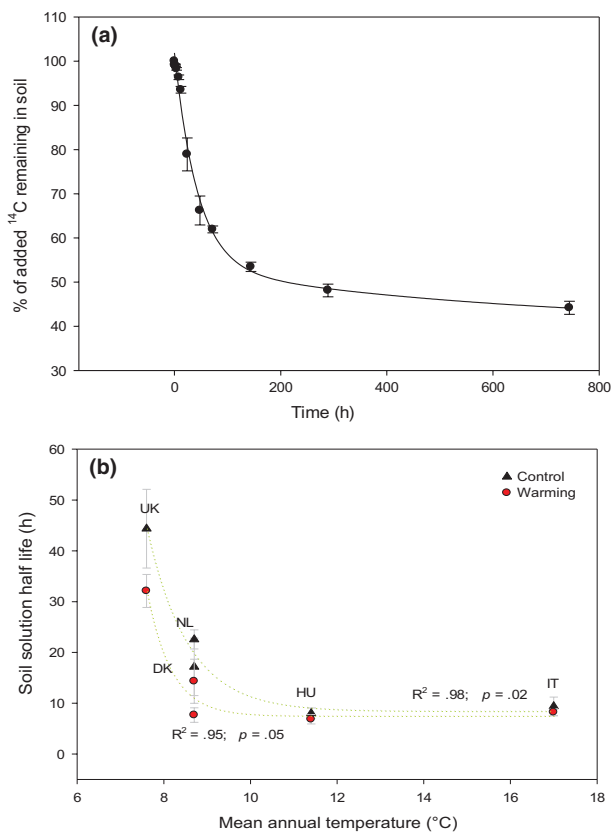 110
(a)
100
90
80
70
60
50
40
30
% of added ¹⁴C remaining in soil
0 200 400 600 800
Time (h)
60
(b)
▲ Control
● Warming
50
UK
40
30
NL
20
DK
HU
IT
10
R² = .98; p = .02
R² = .95; p = .05
0
Soil solution half life (h)
6 8 10 12 14 16 18
Mean annual temperature (°C)